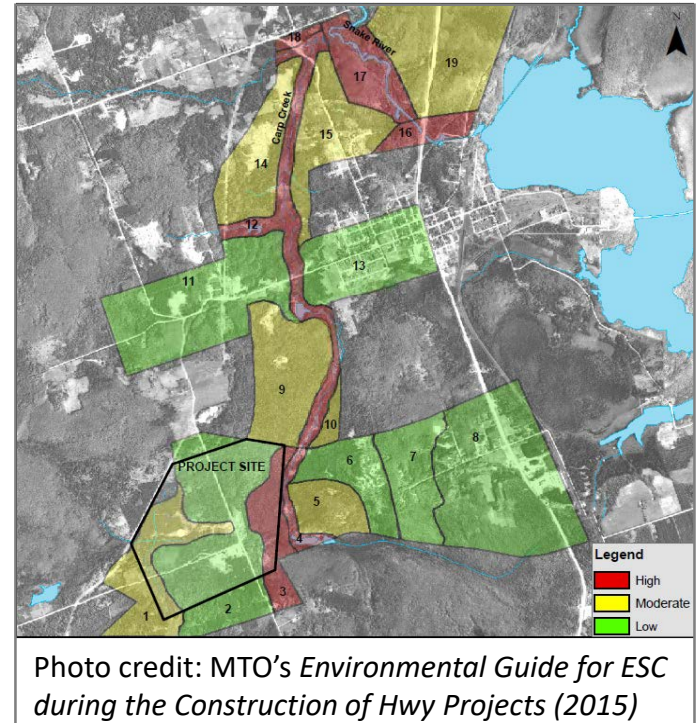 N
18
Snake River
19
17
Carp Creek
15
16
14
12
13
11
9
10
8
7
6
PROJECT SITE
5
4
3
1
2
Legend
High
Moderate
Low
Photo credit: MTO's Environmental Guide for ESC
during the Construction of Hwy Projects (2015)